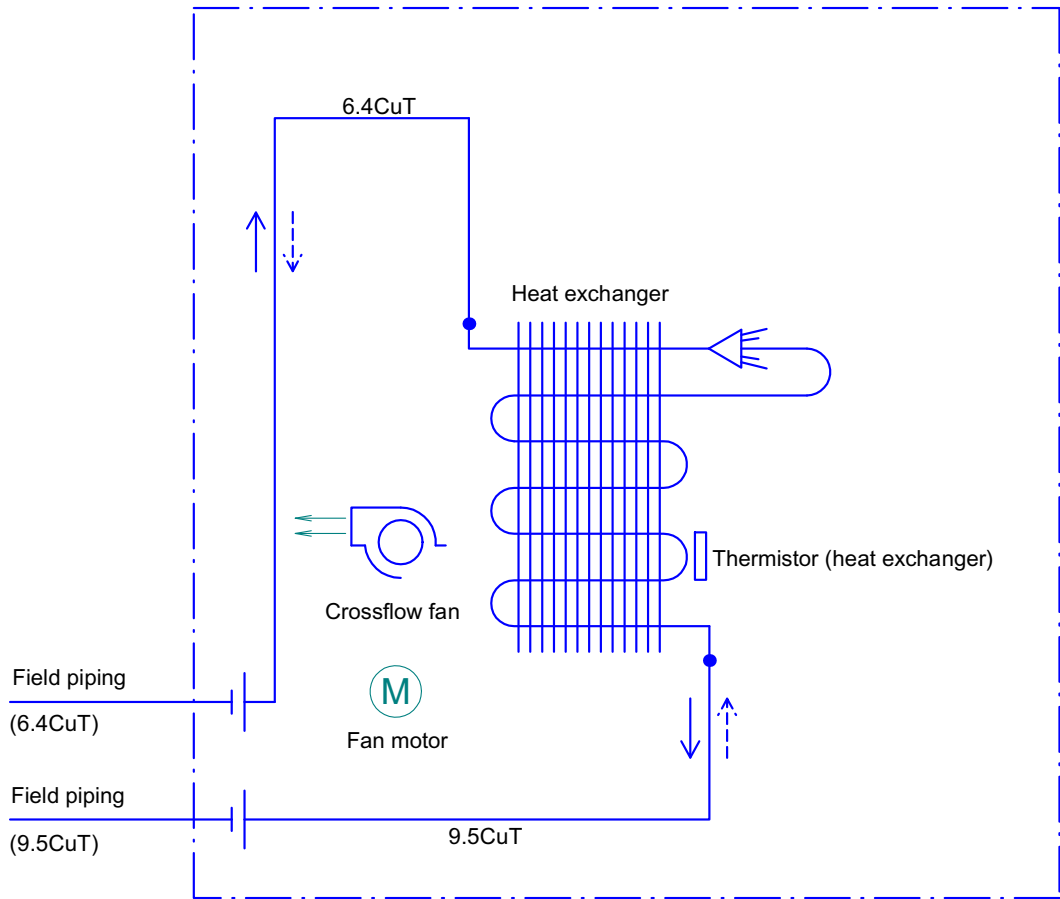 6.4CuT
Heat exchanger
Thermistor (heat exchanger)
Crossflow fan
M
Fan motor
Field piping
(6.4CuT)
Field piping
(9.5CuT)
9.5CuT